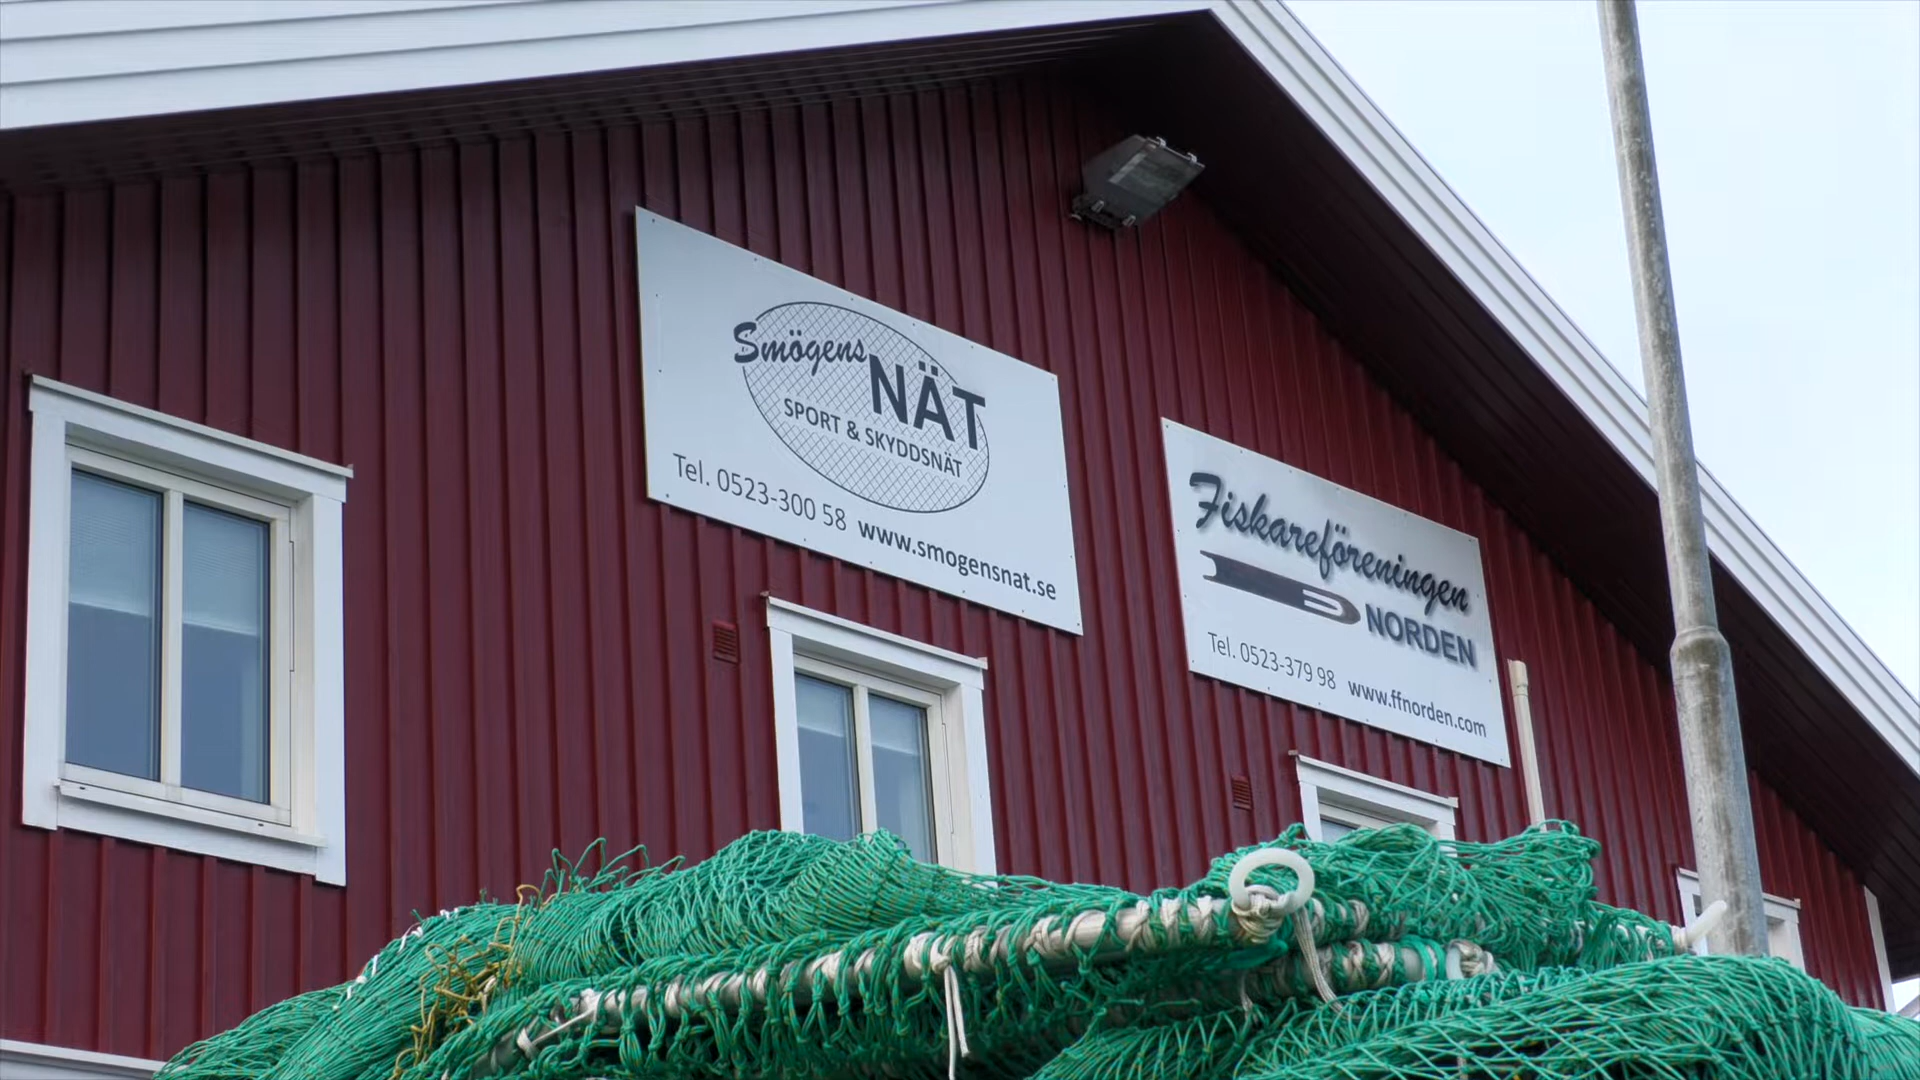 Smögens
NÄT
SPORT & SKYDDSNÄT
Tel. 0523-300 58 www.smogensnat.se
Fiskareföreningen
NORDEN
Tel. 0523-379 98 www.ffnorden.com